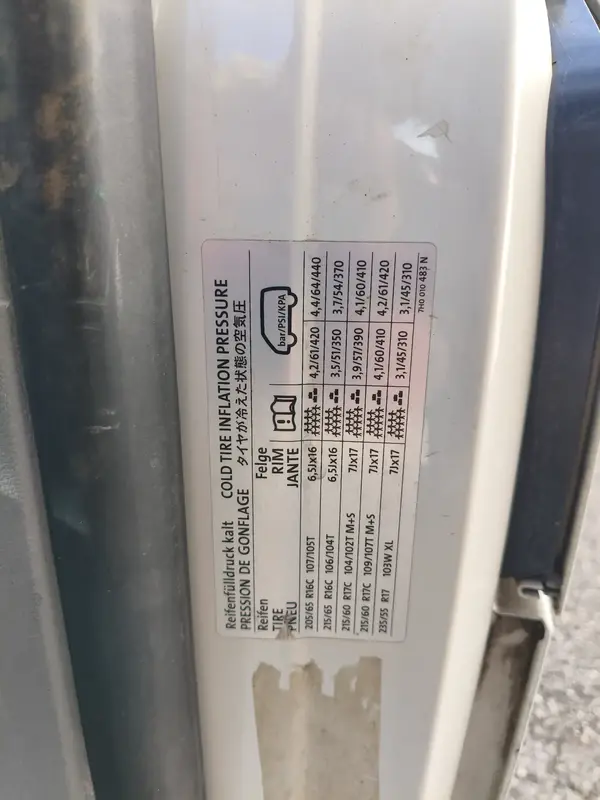 Reifenfülldruck kalt COLD TIRE INFLATION PRESSURE
PRESSION DE GONFLAGE タイヤが冷えた状態の空気圧
Reifen Felge
TIRE RIM
PNEU JANTE bar/PSI/KPA
205/65 R16C 107/105T 6,5Jx16 4,2/61/420 4,4/64/440
215/65 R16C 106/104T 6,5Jx16 3,5/51/350 3,7/54/370
215/60 R17C 104/102T M+S 7Jx17 3,9/57/390 4,1/60/410
215/60 R17C 109/107T M+S 7Jx17 4,1/60/410 4,2/61/420
235/55 R17 103W XL 7Jx17 3,1/45/310 3,1/45/310
7H0 010 483 N